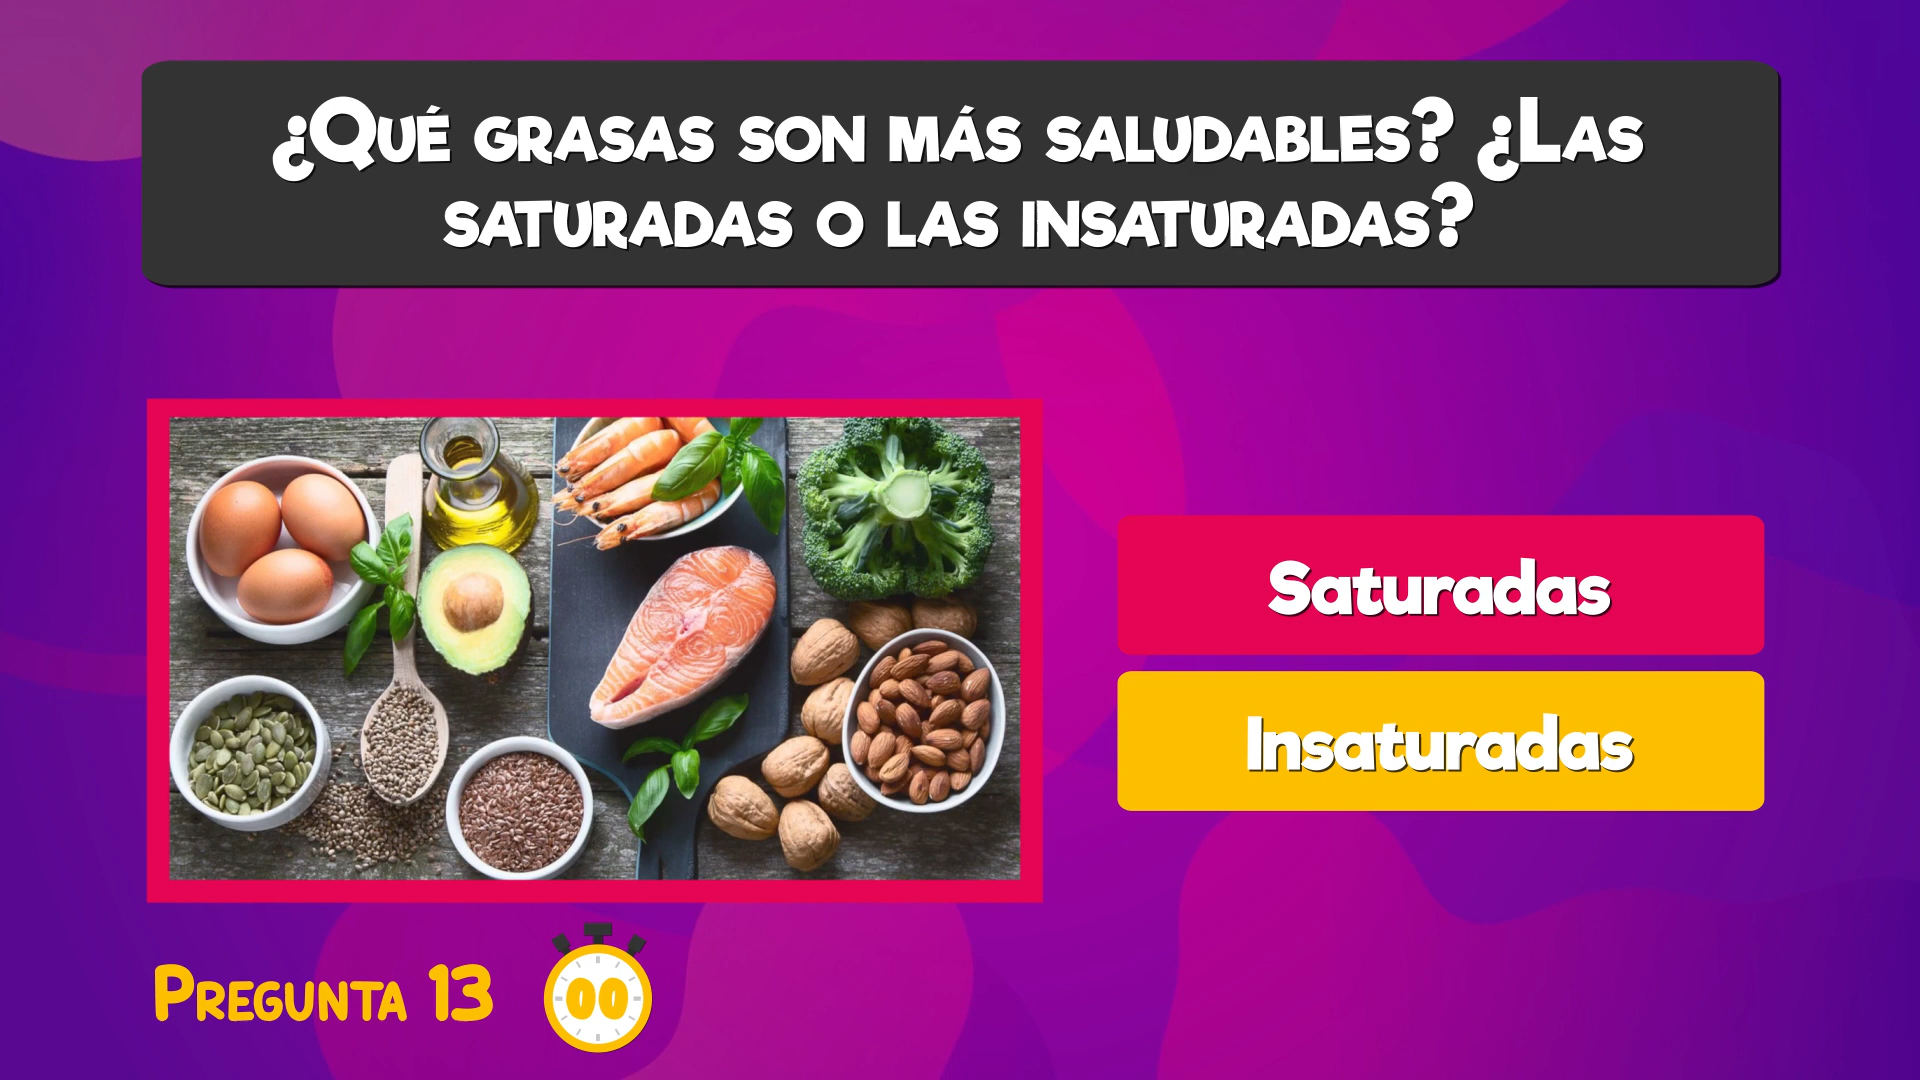 ¿Qué grasas son más saludables? ¿Las
saturadas o las insaturadas?
Saturadas
Insaturadas
Pregunta 13
00